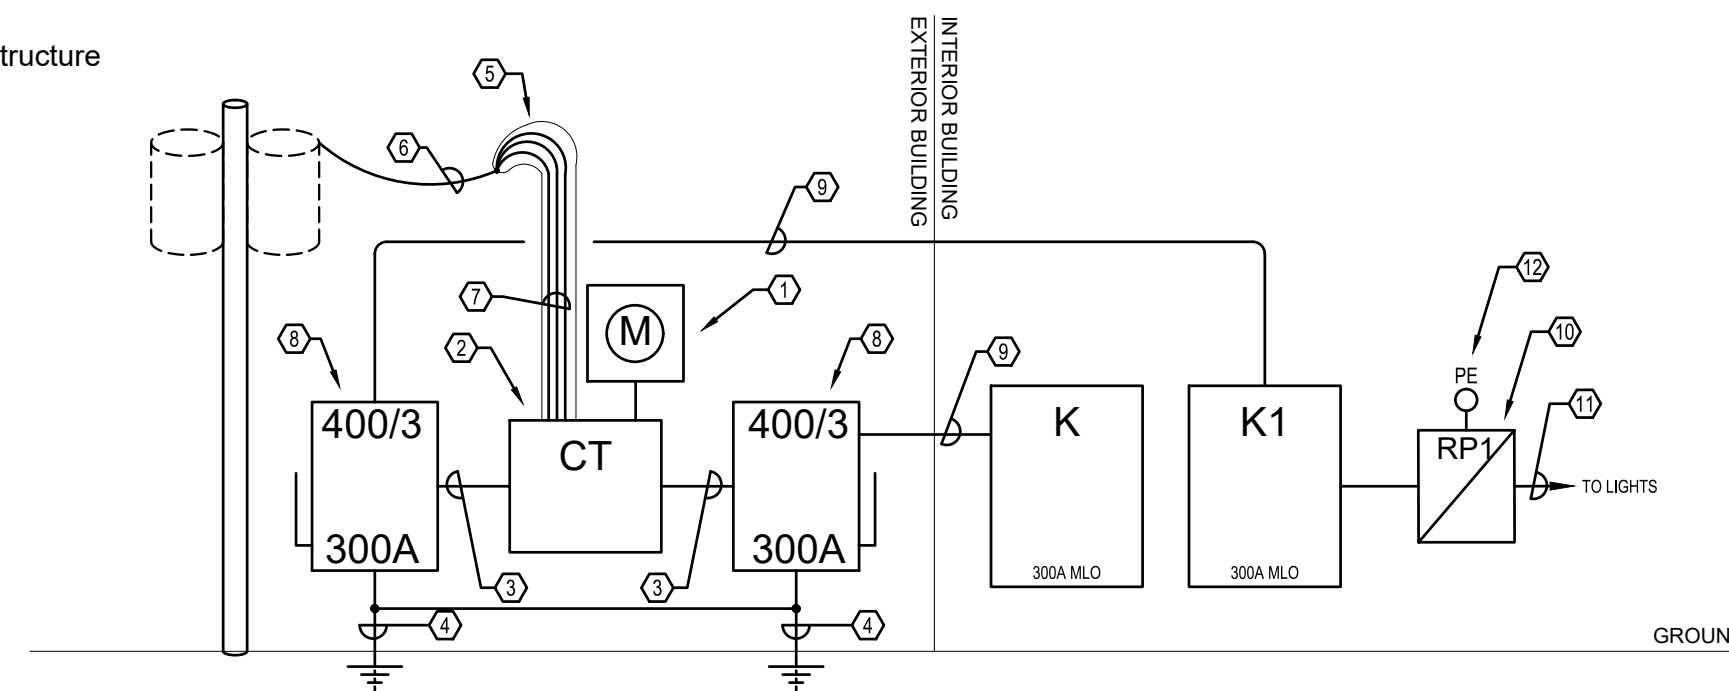 tructure
EXTERIOR BUILDING
INTERIOR BUILDING
5
6
9
7
1
12
8
2
8
9
10
M
PE
11
400/3
CT
400/3
K
K1
RP1
TO LIGHTS
300A
300A
300A MLO
300A MLO
3
3
4
4
GROUN